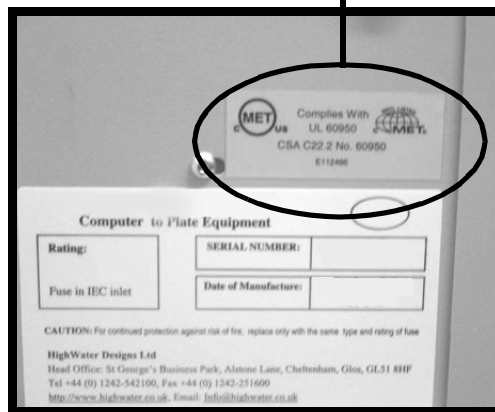 MET
C US
Complies With
UL 60950
MET
CSA C22.2 No. 60950
E112486
Computer to Plate Equipment
Rating:
SERIAL NUMBER:
Fuse in IEC inlet
Date of Manufacture:
CAUTION: For continued protection against risk of fire, replace only with the same type and rating of fuse
HighWater Designs Ltd
Head Office: St George's Business Park, Alstone Lane, Cheltenham, Glos, GL51 8HF
Tel +44 (0) 1242-542100, Fax +44 (0) 1242-251600
http://www.highwater.co.uk, Email: Info@highwater.co.uk